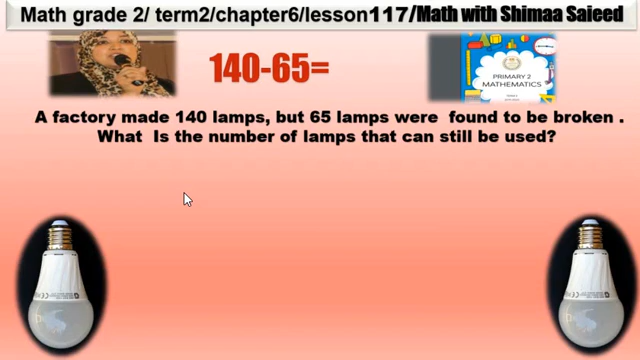 Math grade 2/ term2/chapter6/lesson117/Math with Shimaa Saieed
140-65=
PRIMARY 2
MATHEMATICS
A factory made 140 lamps, but 65 lamps were found to be broken .
What Is the number of lamps that can still be used?